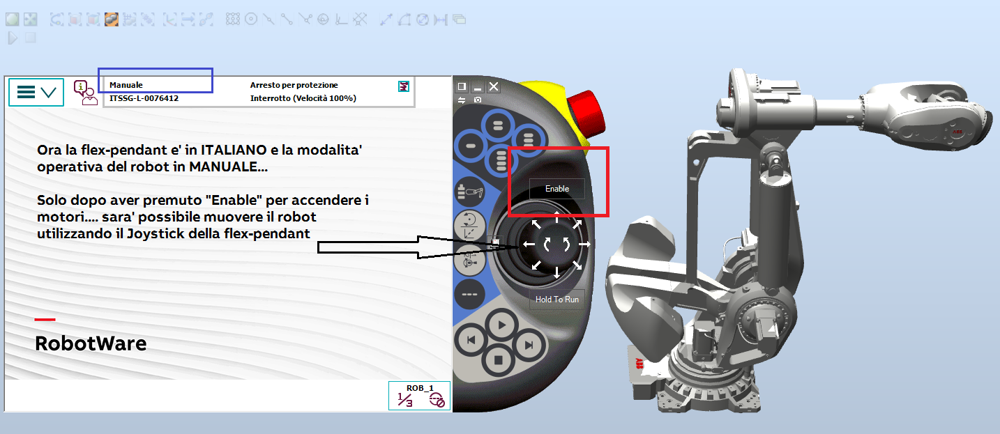 Manuale
Arresto per protezione
ITSSG-L-0076412
Interrotto (Velocità 100%)
Ora la flex-pendant e' in ITALIANO e la modalita'
operativa del robot in MANUALE...
Solo dopo aver premuto "Enable" per accendere i
motori.... sara' possibile muovere il robot
utilizzando il Joystick della flex-pendant
Enable
Hold To Run
RobotWare
ROB_1
1/3
ABB
ABB